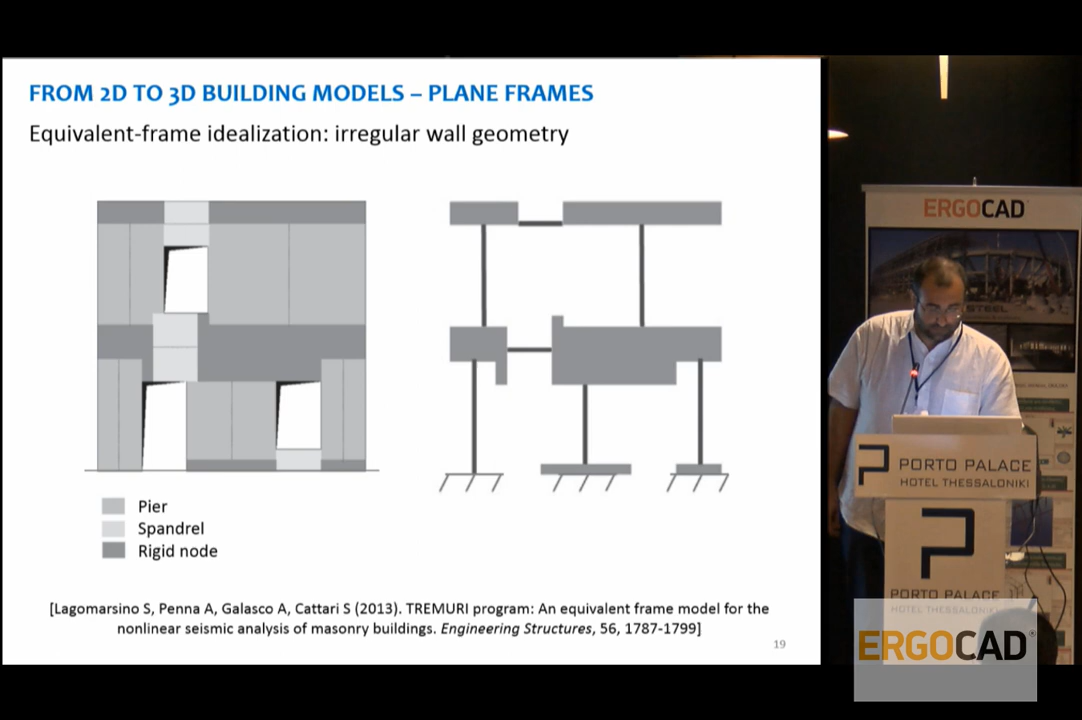 FROM 2D TO 3D BUILDING MODELS – PLANE FRAMES
Equivalent-frame idealization: irregular wall geometry
Pier
Spandrel
Rigid node
[Lagomarsino S, Penna A, Galasco A, Cattari S (2013). TREMURI program: An equivalent frame model for the
nonlinear seismic analysis of masonry buildings. Engineering Structures, 56, 1787-1799]
19
ERGOCAD
STEEL
PORTO PALACE
HOTEL THESSALONIKI
PORTO PALACE
HOTEL THESSALONIKI
ERGOCAD®